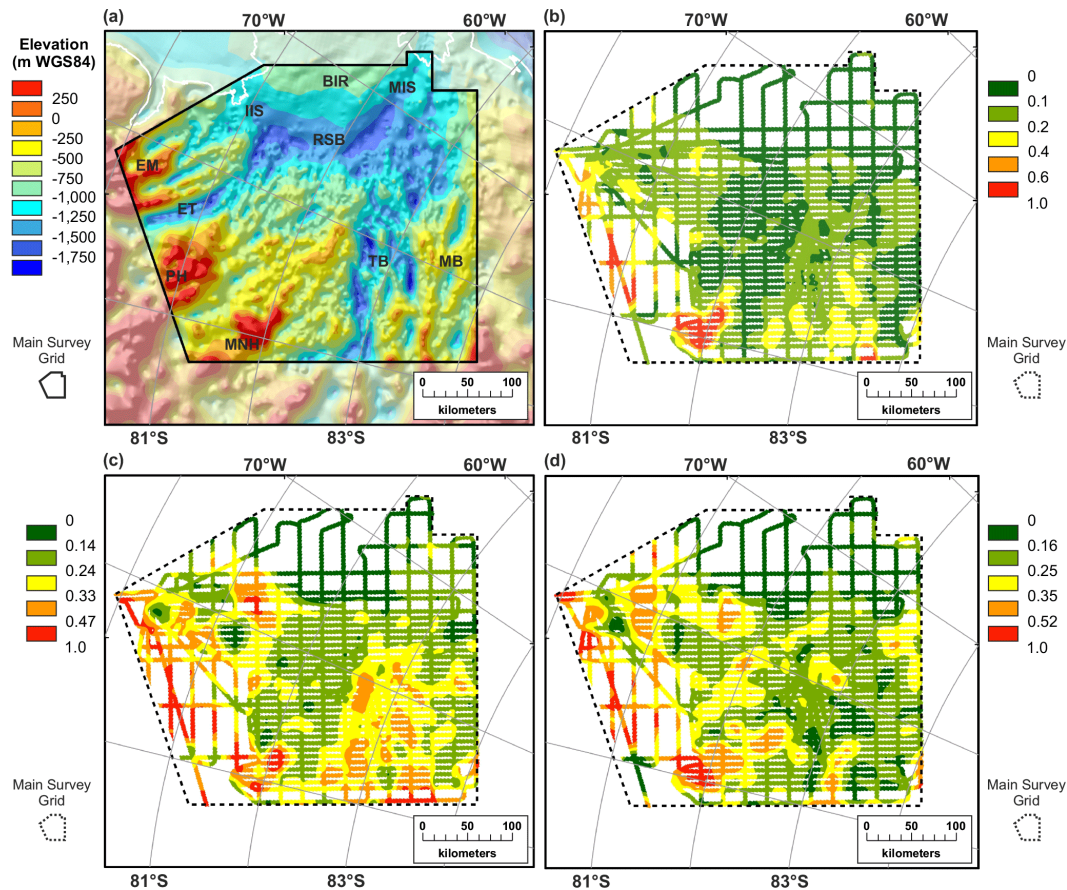 (a)
70°W
60°W
Elevation
(m WGS84)
250
0
-250
-500
-750
-1,000
-1,250
-1,500
-1,750
BIR
MIS
IIS
RSB
EM
ET
PH
TB
MB
MNH
Main Survey
Grid
0 50 100
kilometers
81°S
83°S
(b)
70°W
60°W
0
0.1
0.2
0.4
0.6
1.0
Main Survey
Grid
0 50 100
kilometers
81°S
83°S
(c)
70°W
60°W
0
0.14
0.24
0.33
0.47
1.0
Main Survey
Grid
0 50 100
kilometers
81°S
83°S
(d)
70°W
60°W
0
0.16
0.25
0.35
0.52
1.0
Main Survey
Grid
0 50 100
kilometers
81°S
83°S